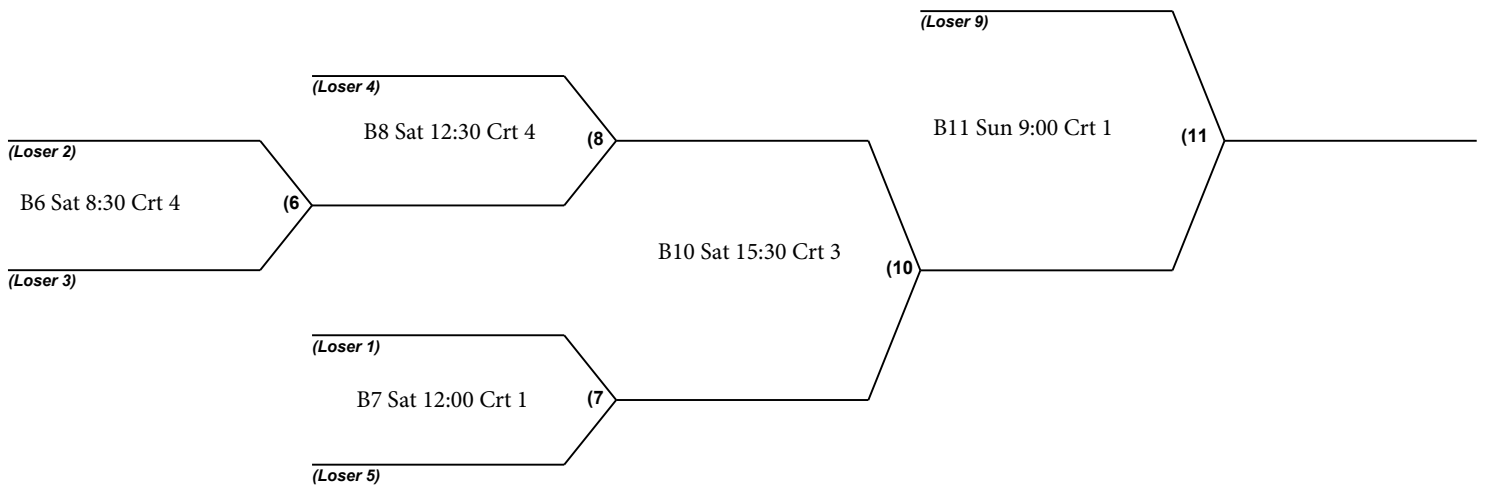 (Loser 9)
(Loser 4)
B8 Sat 12:30 Crt 4
(8
B11 Sun 9:00 Crt 1
(11
(Loser 2)
B6 Sat 8:30 Crt 4
(6
B10 Sat 15:30 Crt 3
(10
(Loser 3)
(Loser 1)
B7 Sat 12:00 Crt 1
(7
(Loser 5)